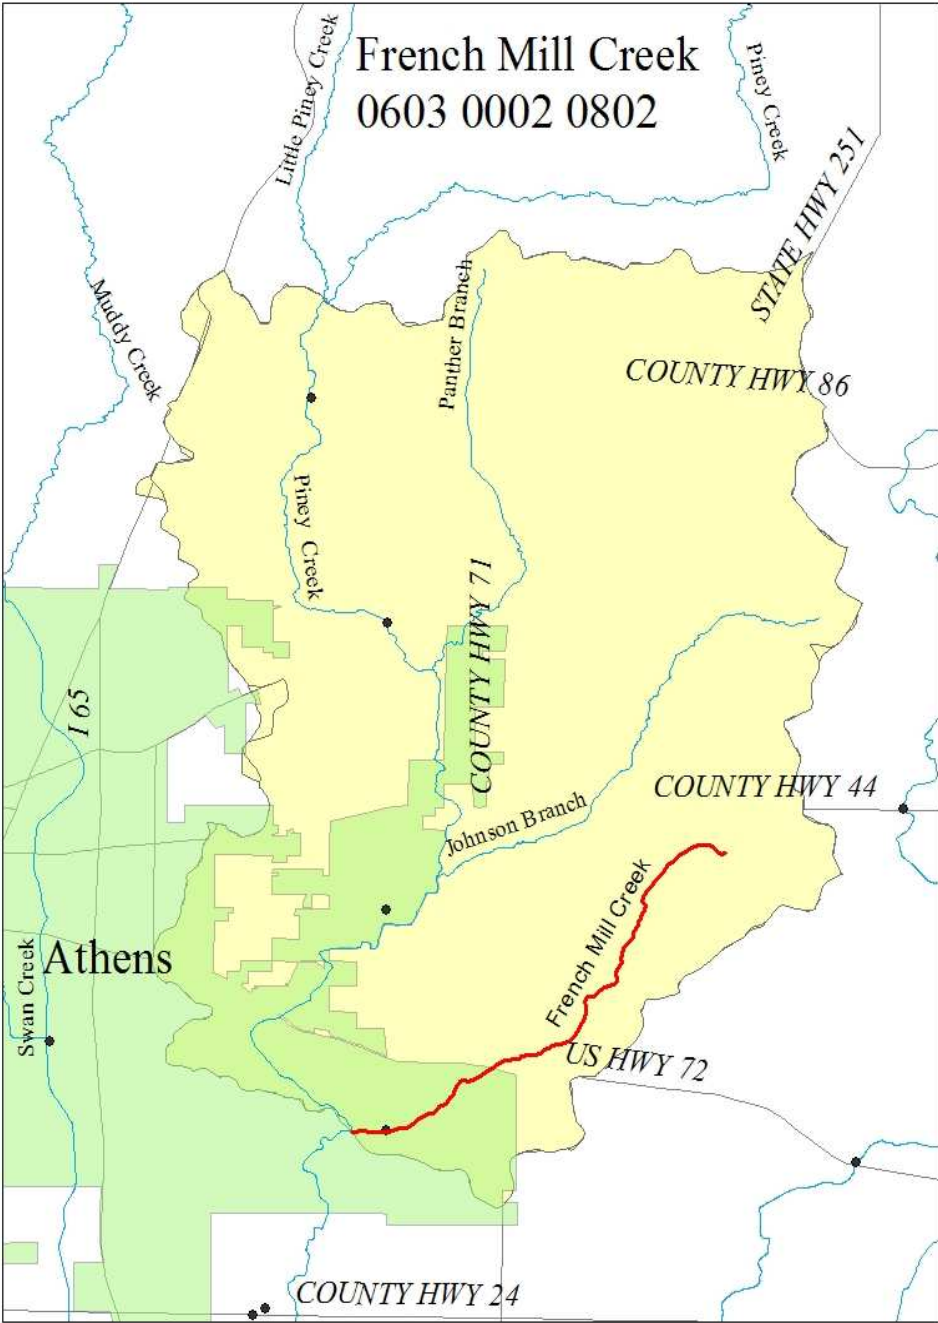 French Mill Creek
0603 0002 0802
Little Piney Creek
Piney Creek
STATE HWY 251
Muddy Creek
Panther Branch
COUNTY HWY 86
Piney Creek
COUNTY HWY 71
I 65
COUNTY HWY 44
Johnson Branch
French Mill Creek
Athens
Swan Creek
US HWY 72
COUNTY HWY 24